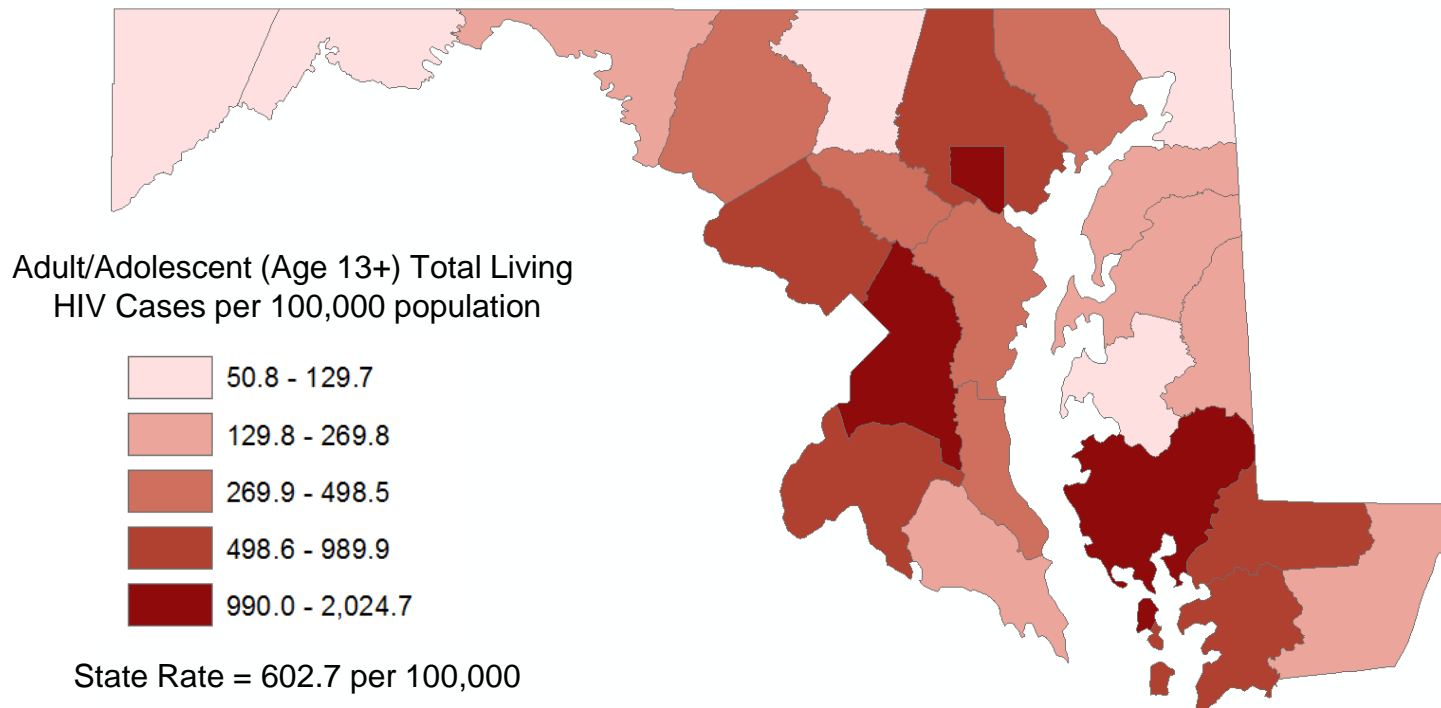 Adult/Adolescent (Age 13+) Total Living
HIV Cases per 100,000 population
50.8 - 129.7
129.8 - 269.8
269.9 - 498.5
498.6 - 989.9
990.0 - 2,024.7
State Rate = 602.7 per 100,000